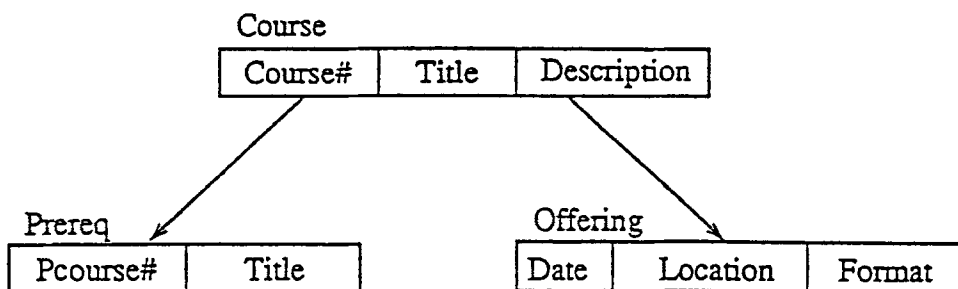 Course
Course# Title Description
Prereq
Pcourse# Title
Offering
Date Location Format